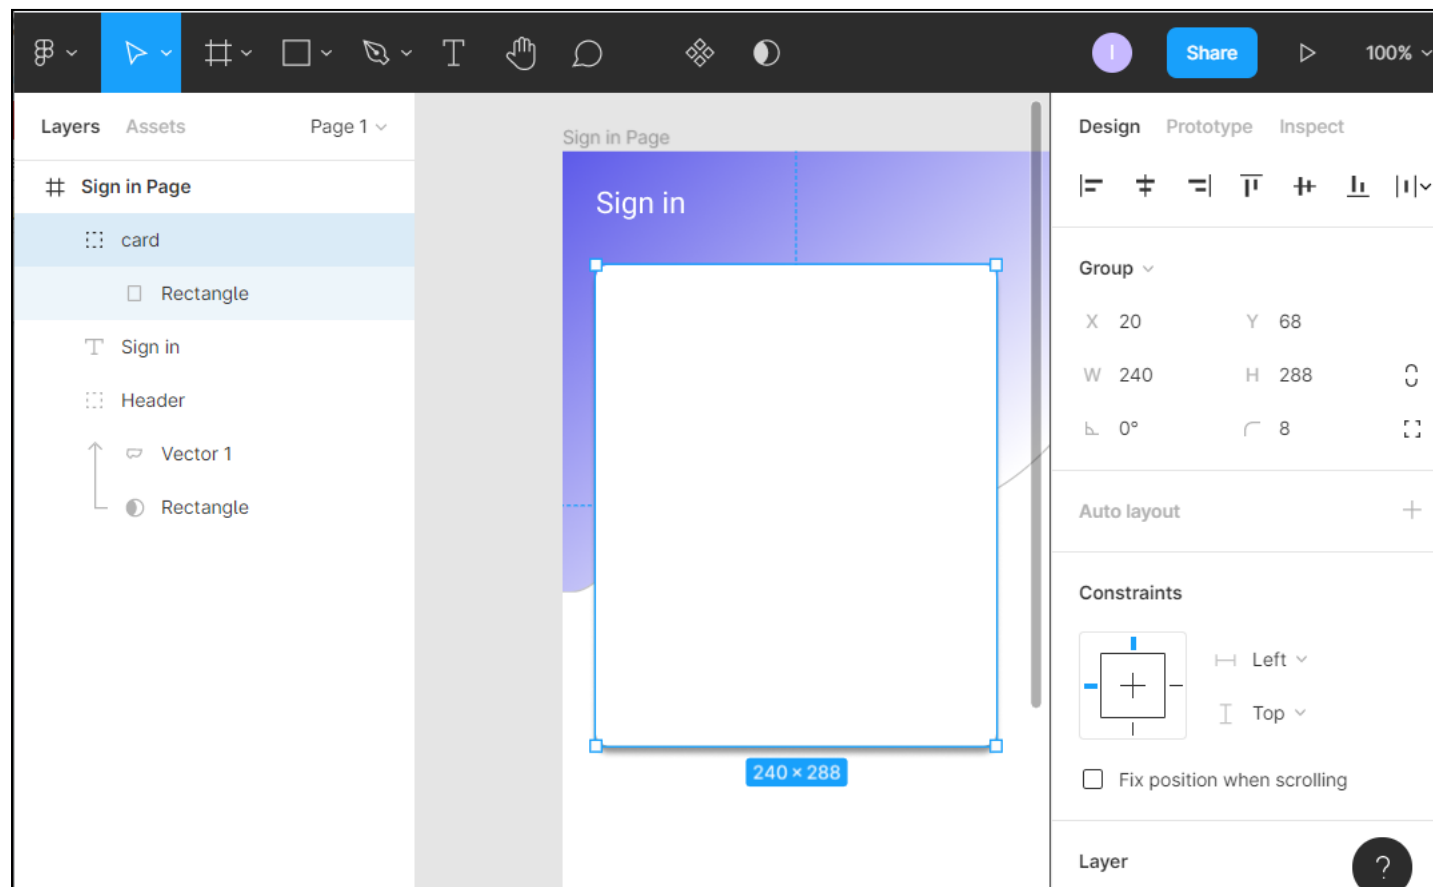 I
Share
100%
Layers Assets Page 1
Sign in Page
card
Rectangle
Sign in
Header
Vector 1
Rectangle
Sign in Page
Sign in
240 × 288
Design Prototype Inspect
Group
X 20 Y 68
W 240 H 288
0° 8
Auto layout
Constraints
Left
Top
Fix position when scrolling
Layer
?